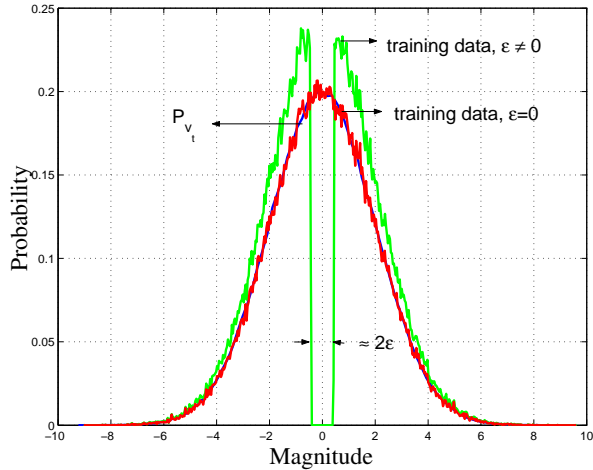 0.25
training data, ε ≠ 0
0.2
P_{v_t}
training data, ε=0
0.15
Probability
0.1
0.05
≈ 2ε
0
−10 −8 −6 −4 −2 0 2 4 6 8 10
Magnitude